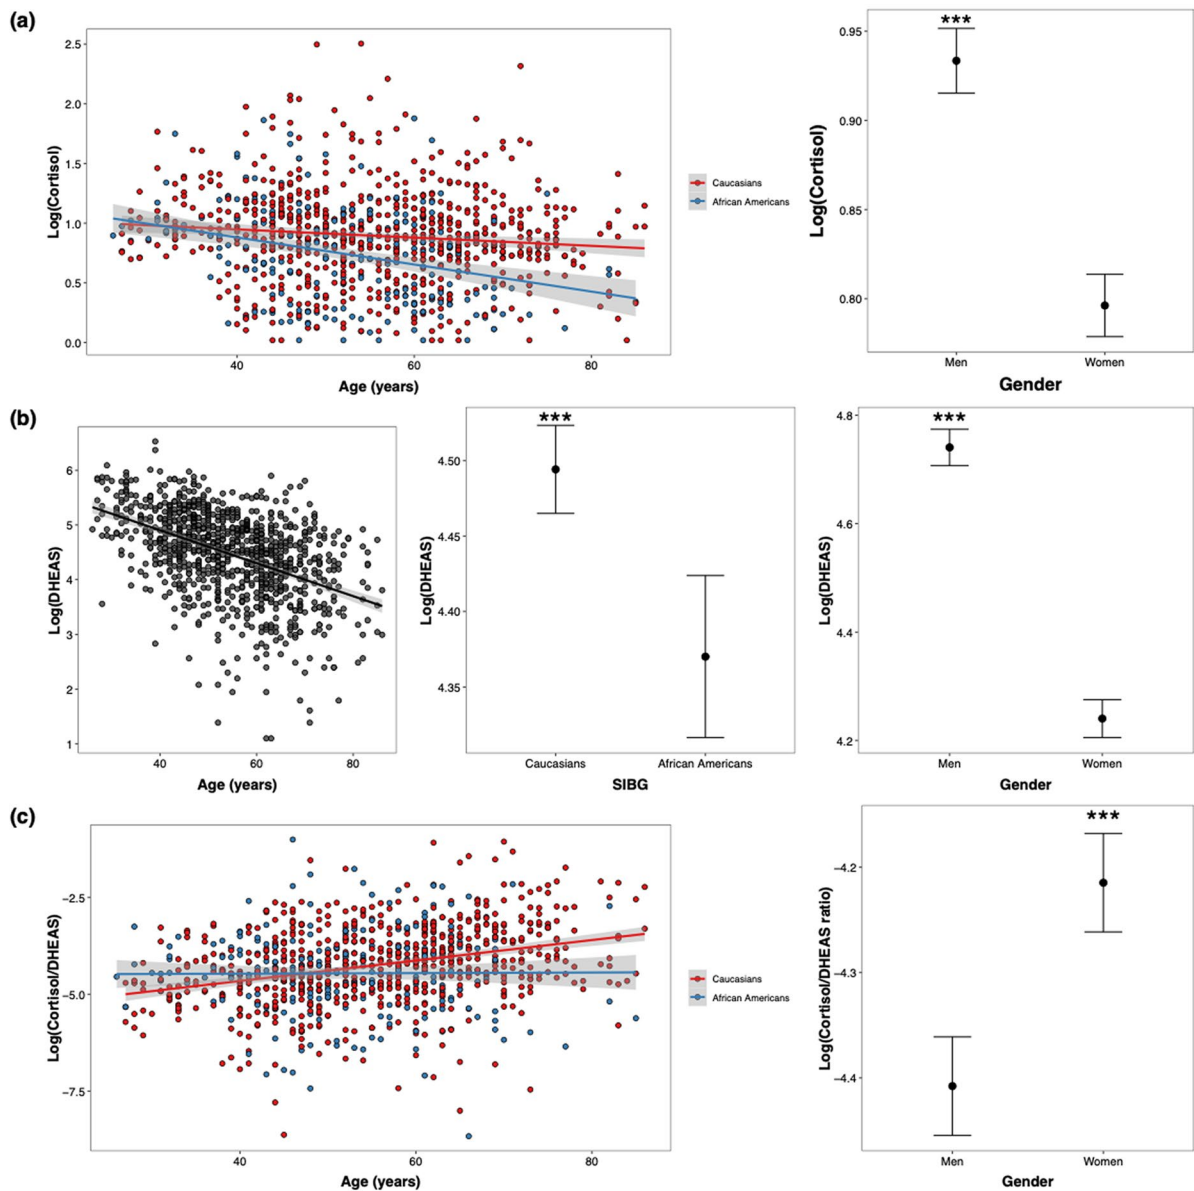 (a)
2.5
2.0
1.5
1.0
0.5
0.0
Log(Cortisol)
40 60 80
Age (years)
Caucasians
African Americans
***
0.95
0.90
0.85
0.80
Log(Cortisol)
Men Women
Gender
(b)
6
5
4
3
2
1
Log(DHEAS)
40 60 80
Age (years)
***
4.50
4.45
4.40
4.35
Log(DHEAS)
Caucasians African Americans
SIBG
***
4.8
4.6
4.4
4.2
Log(DHEAS)
Men Women
Gender
(c)
−2.5
−5.0
−7.5
Log(Cortisol/DHEAS)
40 60 80
Age (years)
Caucasians
African Americans
***
−4.2
−4.3
−4.4
Log(Cortisol/DHEAS ratio)
Men Women
Gender